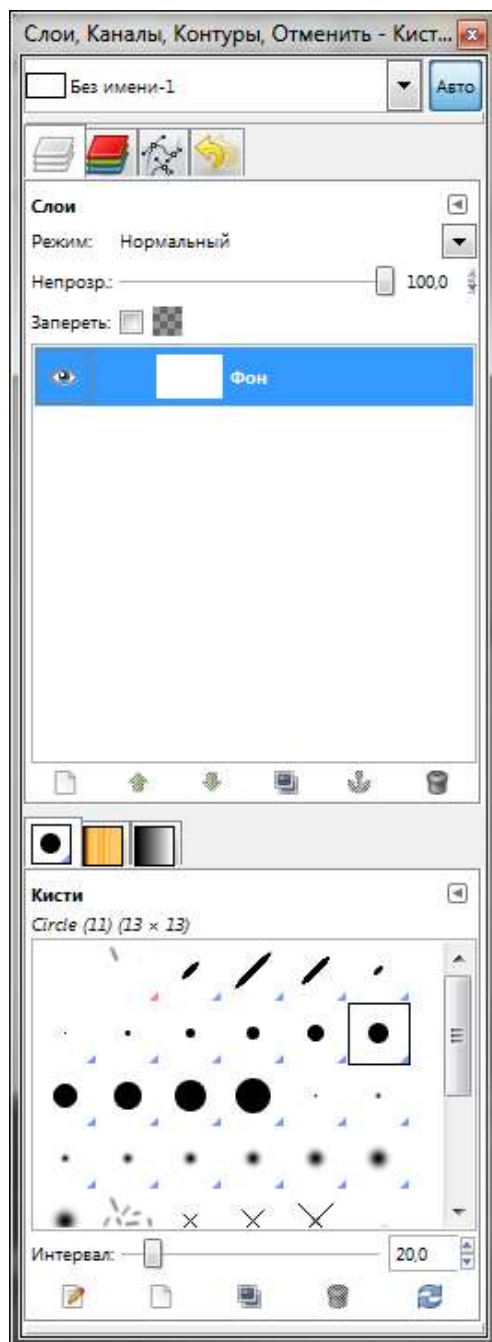 Слои, Каналы, Контуры, Отменить - Кист...
Без имени-1
Авто
Слои
Режим: Нормальный
Непрозр.: 100,0
Запереть:
Фон
Кисти
Circle (11) (13 × 13)
Интервал: 20,0